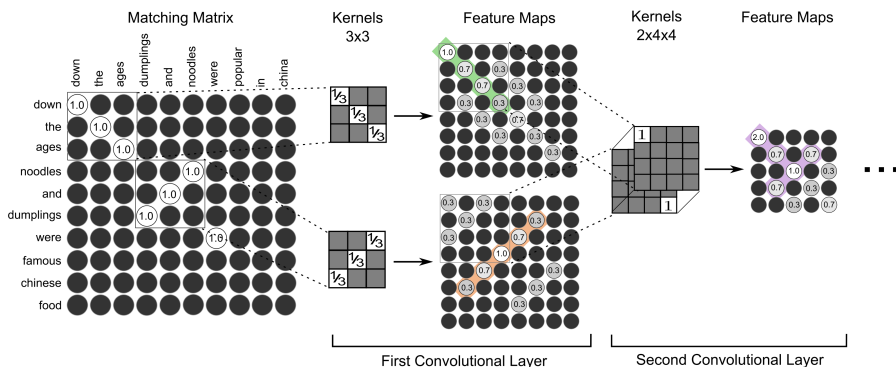 Matching Matrix
Kernels
3x3
Feature Maps
Kernels
2x4x4
Feature Maps
down
the
ages
dumplings
and
noodles
were
popular
in
china
down 1.0
the 1.0
ages 1.0
noodles 1.0
and 1.0
dumplings 1.0
were 1.0
famous
chinese
food
1/3
1/3
1/3
1/3
1/3
1/3
1.0
0.7 0.3
0.7 0.3
0.3 0.3 0.3
0.3 0.7
0.3 0.3
0.3
0.3 0.3
0.3 0.3
0.3 0.7
1.0
0.7 0.3
0.3 0.3
0.3
1
1
2.0
0.7 0.7
1.0 0.3
0.7 0.3
0.3 0.7
First Convolutional Layer
Second Convolutional Layer